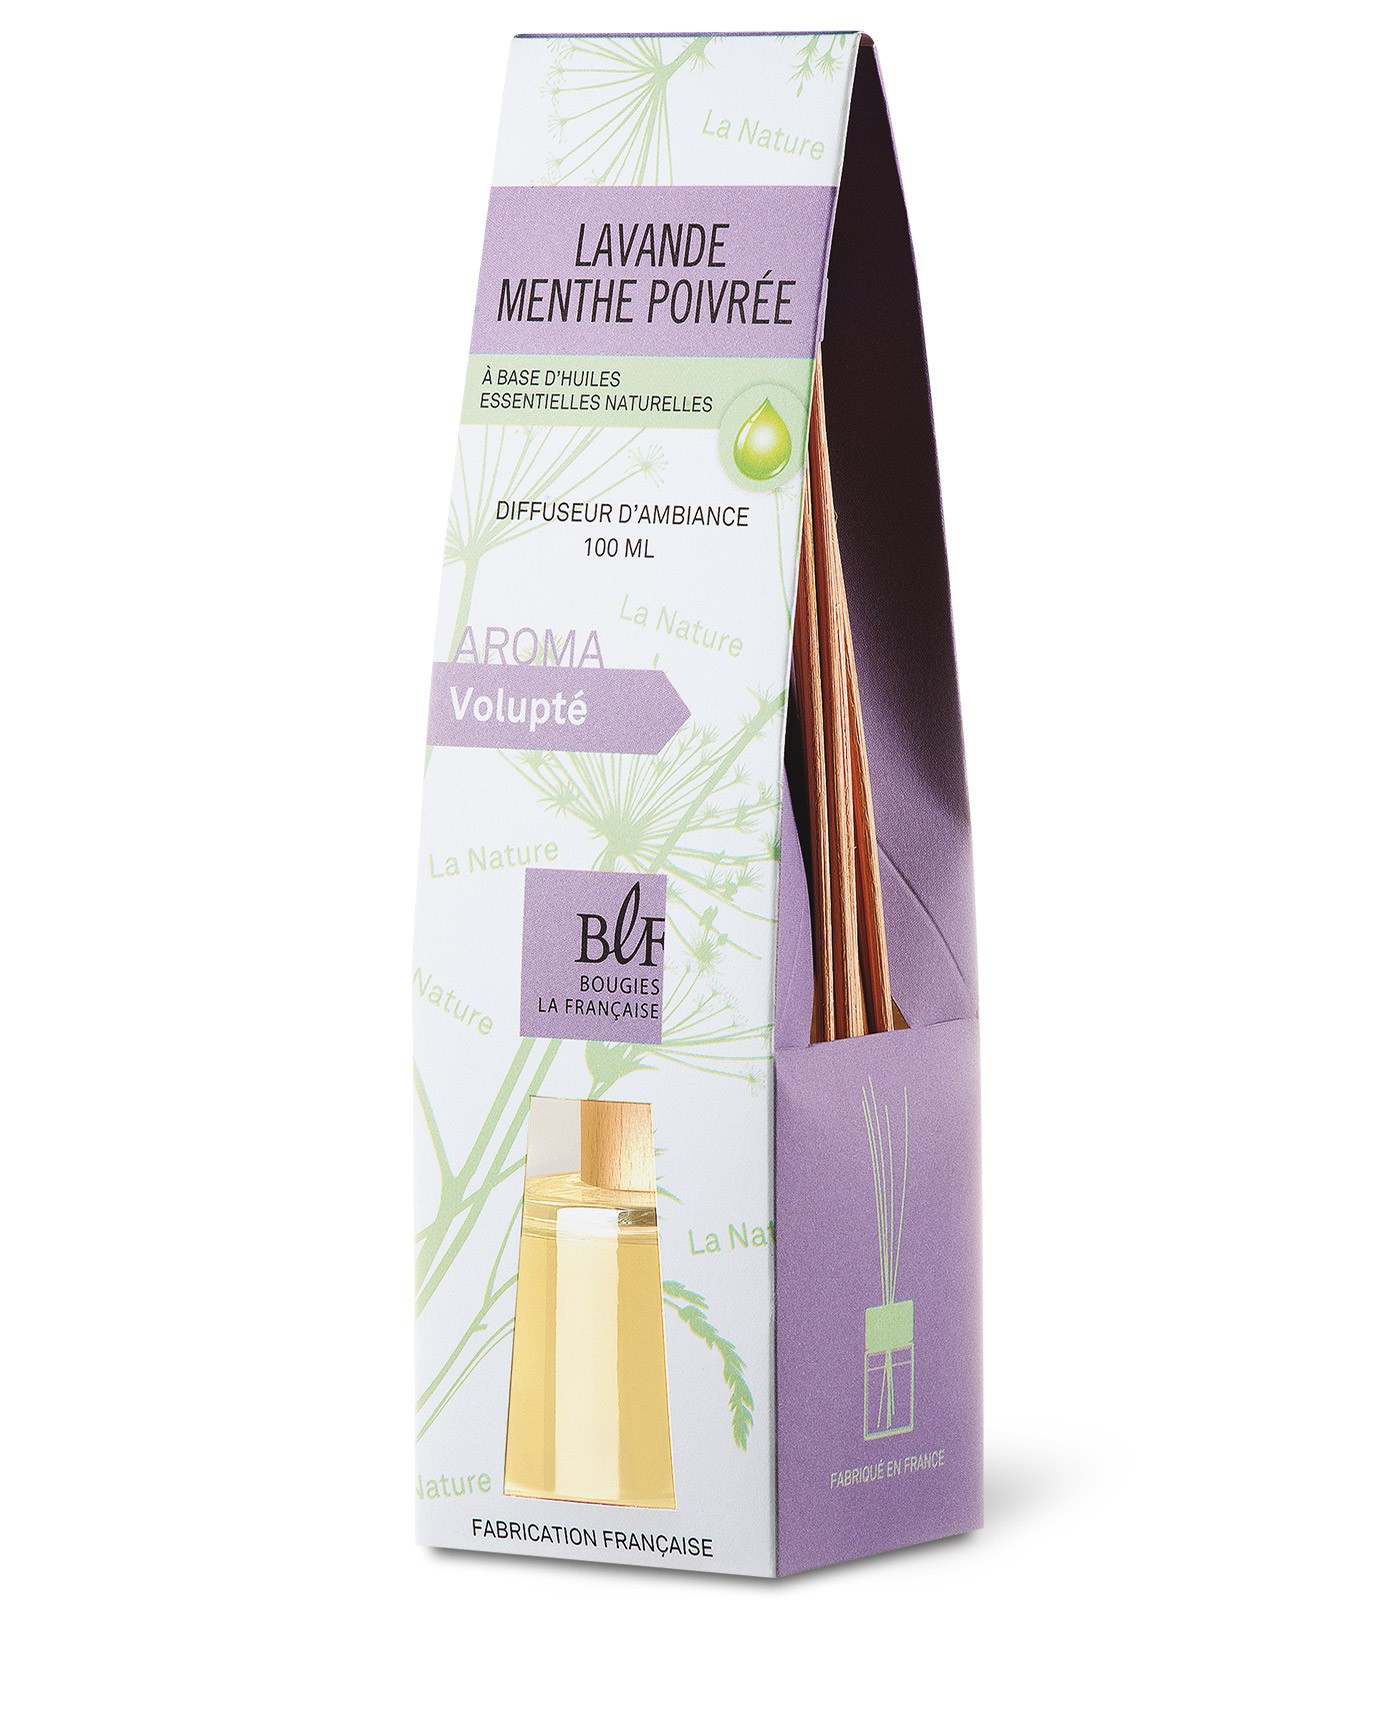 La Nature
LAVANDE
MENTHE POIVRÉE
À BASE D'HUILES
ESSENTIELLES NATURELLES
DIFFUSEUR D'AMBIANCE
100 ML
La Nature
AROMA
Volupté
La Nature
BlF
BOUGIES
LA FRANÇAISE
Nature
La Nat
Nature
FABRICATION FRANÇAISE
FABRIQUÉ EN FRANCE